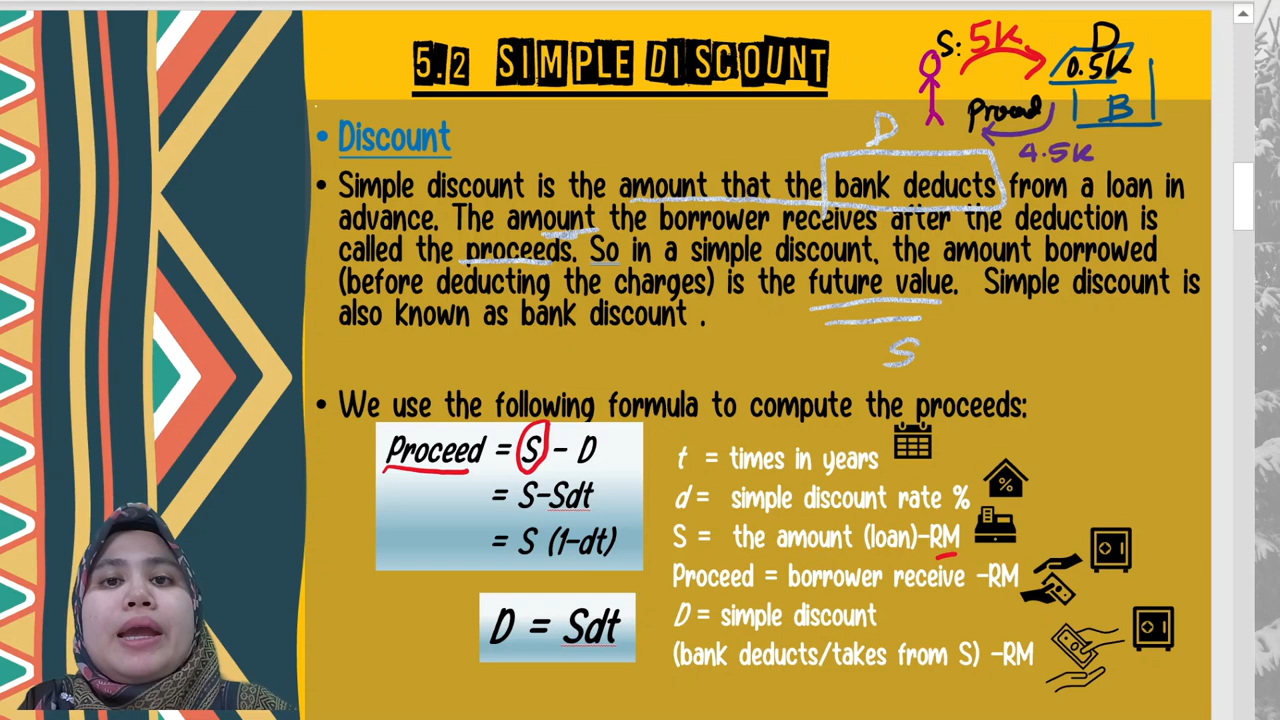 5.2 SIMPLE DISCOUNT
S: 5K
D
0.5K
B
Proceed
4.5K
• Discount
D
• Simple discount is the amount that the bank deducts from a loan in
advance. The amount the borrower receives after the deduction is
called the proceeds. So in a simple discount, the amount borrowed
(before deducting the charges) is the future value. Simple discount is
also known as bank discount .
S
• We use the following formula to compute the proceeds:
Proceed = S - D
= S-Sdt
= S (1-dt)
D = Sdt
t = times in years
d = simple discount rate %
%
S = the amount (loan)-RM
Proceed = borrower receive -RM
D = simple discount
(bank deducts/takes from S) -RM